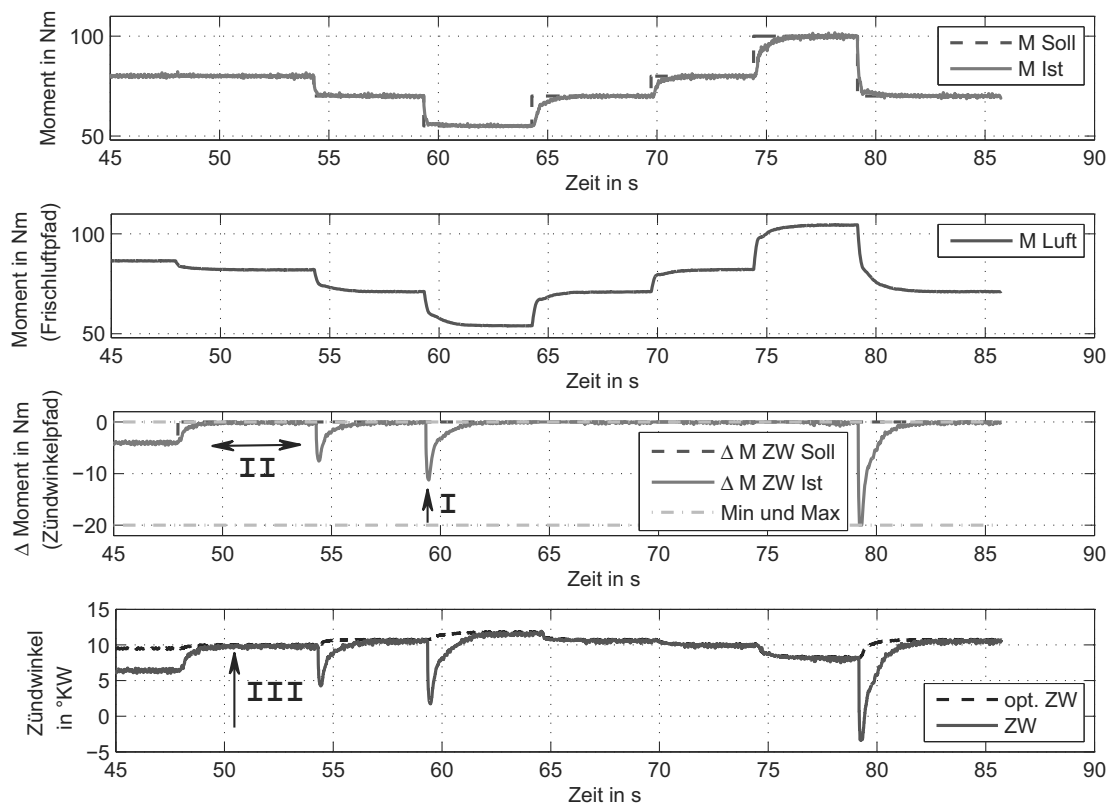 Moment in Nm
100
50
M Soll
M Ist
45 50 55 60 65 70 75 80 85 90
Zeit in s
Moment in Nm
(Frischluftpfad)
100
50
M Luft
45 50 55 60 65 70 75 80 85 90
Zeit in s
Δ Moment in Nm
(Zündwinkelpfad)
0
−10
−20
II
I
Δ M ZW Soll
Δ M ZW Ist
Min und Max
45 50 55 60 65 70 75 80 85 90
Zeit in s
Zündwinkel
in °KW
15
10
5
0
−5
III
opt. ZW
ZW
45 50 55 60 65 70 75 80 85 90
Zeit in s